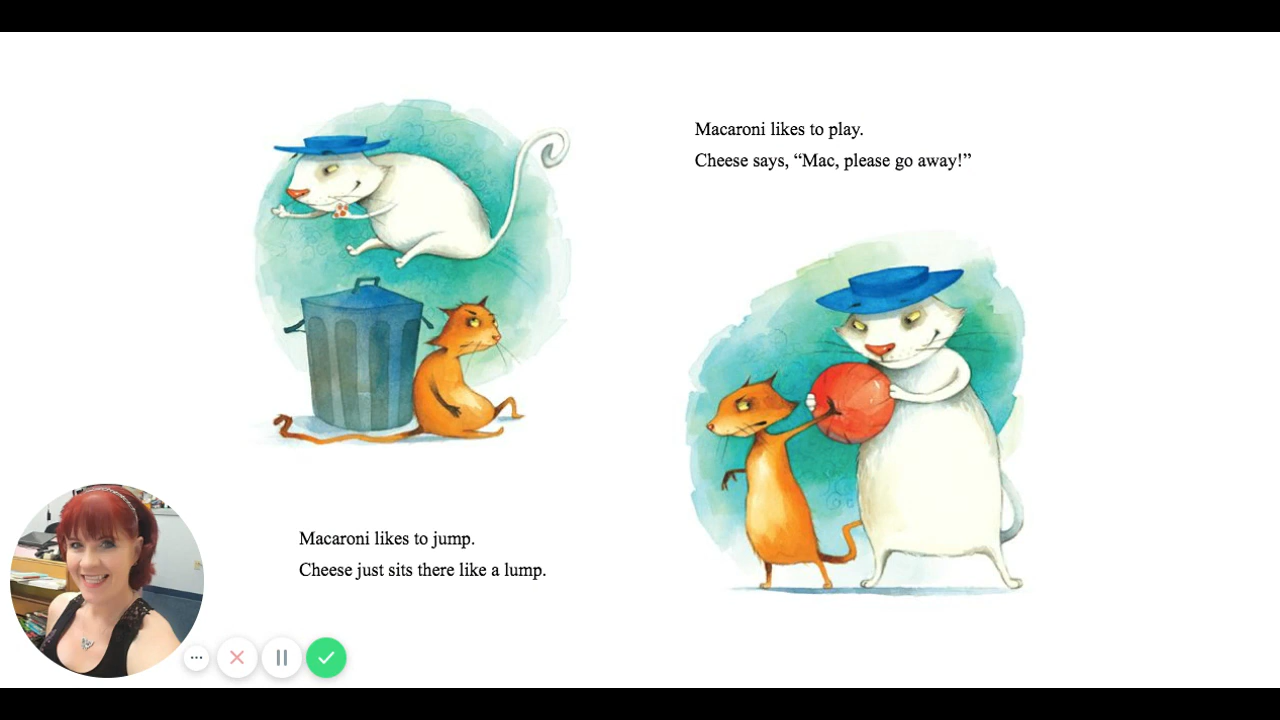 Macaroni likes to jump.
Cheese just sits there like a lump.
Macaroni likes to play.
Cheese says, “Mac, please go away!”